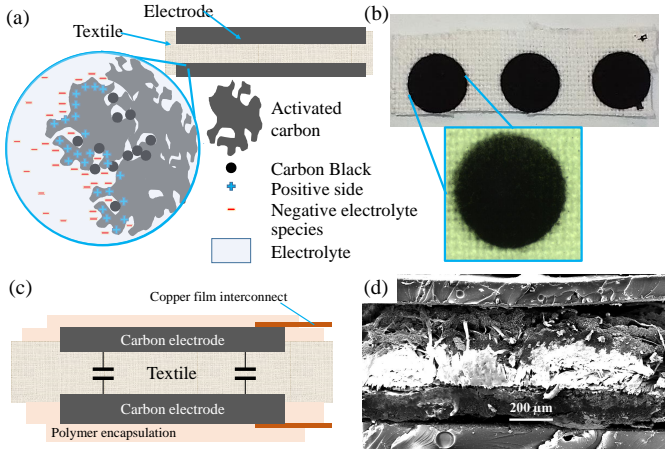 (a)
Electrode
Textile
Activated
carbon
Carbon Black
Positive side
Negative electrolyte
species
Electrolyte
(b)
(c)
Copper film interconnect
Carbon electrode
Textile
Carbon electrode
Polymer encapsulation
(d)
200 µm